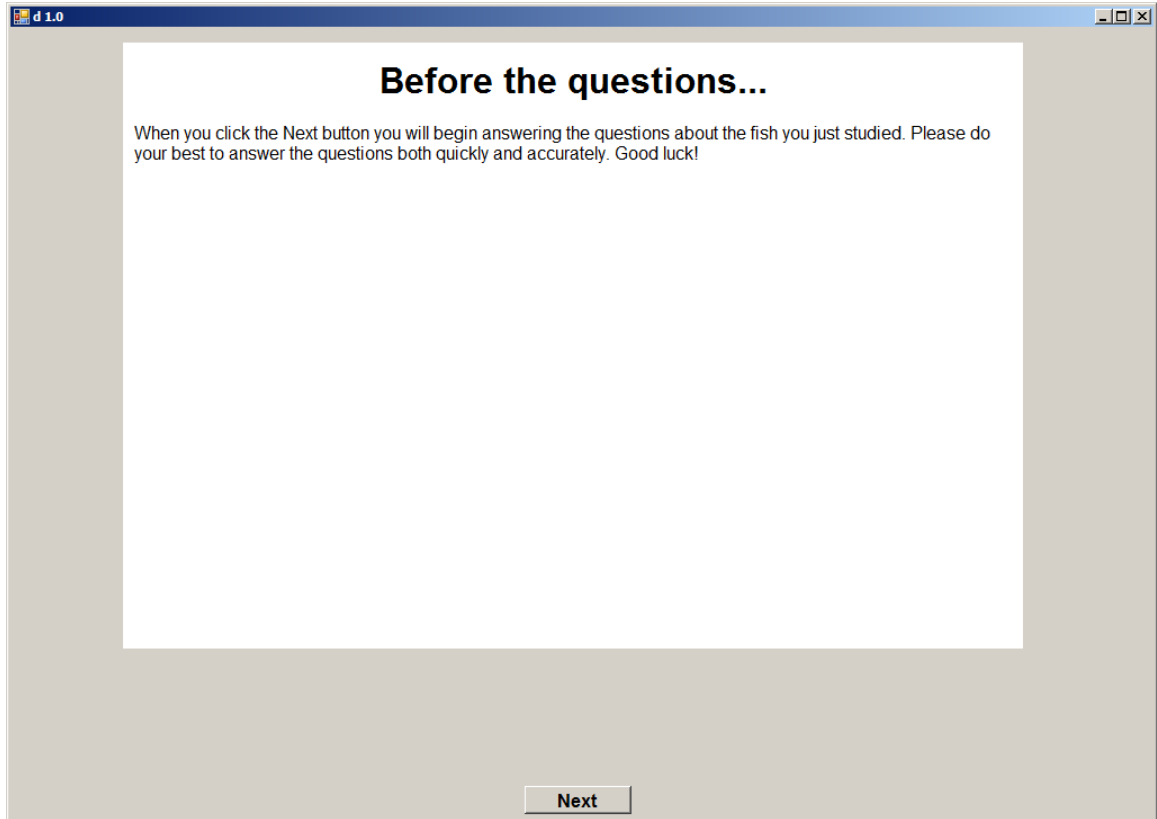 d 1.0
Before the questions...
When you click the Next button you will begin answering the questions about the fish you just studied. Please do
your best to answer the questions both quickly and accurately. Good luck!
Next